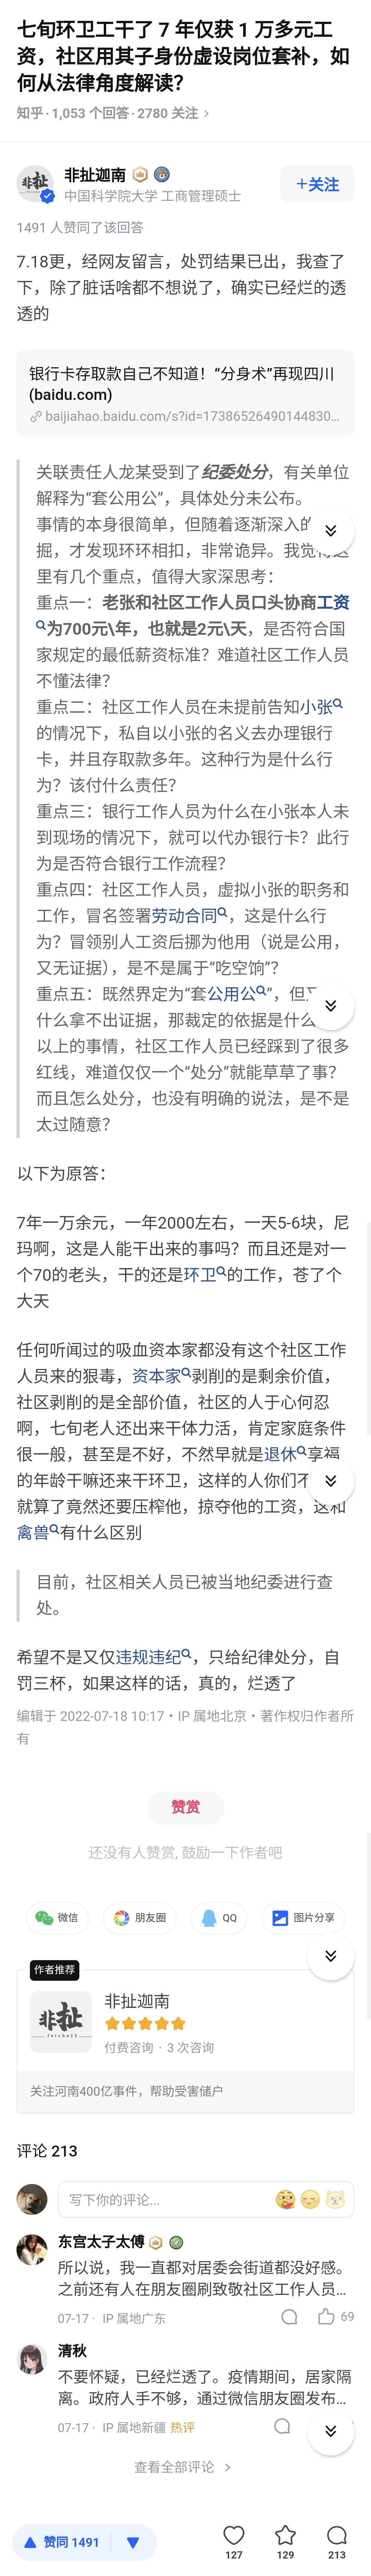 七旬环卫工干了 7 年仅获 1 万多元工
资，社区用其子身份虚设岗位套补，如
何从法律角度解读？
知乎 · 1,053 个回答 · 2780 关注 >
非扯迦南
中国科学院大学 工商管理硕士
+关注
1491 人赞同了该回答
7.18更，经网友留言，处罚结果已出，我查了
下，除了脏话啥都不想说了，确实已经烂的透
透的
银行卡存取款自己不知道！“分身术”再现四川
(baidu.com)
baijiahao.baidu.com/s?id=17386526490144830...
关联责任人龙某受到了纪委处分，有关单位
解释为“套公用公”，具体处分未公布。
事情的本身很简单，但随着逐渐深入的
掘，才发现环环相扣，非常诡异。我觉得这
里有几个重点，值得大家深思考：
重点一：老张和社区工作人员口头协商工资
为700元\年，也就是2元\天，是否符合国
家规定的最低薪资标准？难道社区工作人员
不懂法律？
重点二：社区工作人员在未提前告知小张
的情况下，私自以小张的名义去办理银行
卡，并且存取款多年。这种行为是什么行
为？该付什么责任？
重点三：银行工作人员为什么在小张本人未
到现场的情况下，就可以代办银行卡？此行
为是否符合银行工作流程？
重点四：社区工作人员，虚拟小张的职务和
工作，冒名签署劳动合同，这是什么行
为？冒领别人工资后挪为他用（说是公用，
又无证据），是不是属于“吃空饷”？
重点五：既然界定为“套公用公”，但
什么拿不出证据，那裁定的依据是什么
以上的事情，社区工作人员已经踩到了很多
红线，难道仅仅一个“处分”就能草草了事？
而且怎么处分，也没有明确的说法，是不是
太过随意？
以下为原答：
7年一万余元，一年2000左右，一天5-6块，尼
玛啊，这是人能干出来的事吗？而且还是对一
个70的老头，干的还是环卫的工作，苍了个
大天
任何听闻过的吸血资本家都没有这个社区工作
人员来的狠毒，资本家剥削的是剩余价值，
社区剥削的是全部价值，社区的人于心何忍
啊，七旬老人还出来干体力活，肯定家庭条件
很一般，甚至是不好，不然早就是退休享福
的年龄干嘛还来干环卫，这样的人你们不
就算了竟然还要压榨他，掠夺他的工资，这和
禽兽有什么区别
目前，社区相关人员已被当地纪委进行查
处。
希望不是又仅违规违纪，只给纪律处分，自
罚三杯，如果这样的话，真的，烂透了
编辑于 2022-07-18 10:17 · IP 属地北京 · 著作权归作者所
有
赞赏
还没有人赞赏, 鼓励一下作者吧
微信
朋友圈
QQ
图片分享
作者推荐
非扯迦南
付费咨询 · 3 次咨询
关注河南400亿事件，帮助受害储户
评论 213
写下你的评论...
东宫太子太傅
所以说，我一直都对居委会街道都没好感。
之前还有人在朋友圈刷致敬社区工作人员...
07-17 · IP 属地广东
69
清秋
不要怀疑，已经烂透了。疫情期间，居家隔
离。政府人手不够，通过微信朋友圈发布...
07-17 · IP 属地新疆 热评
查看全部评论 >
赞同 1491
127
129
213